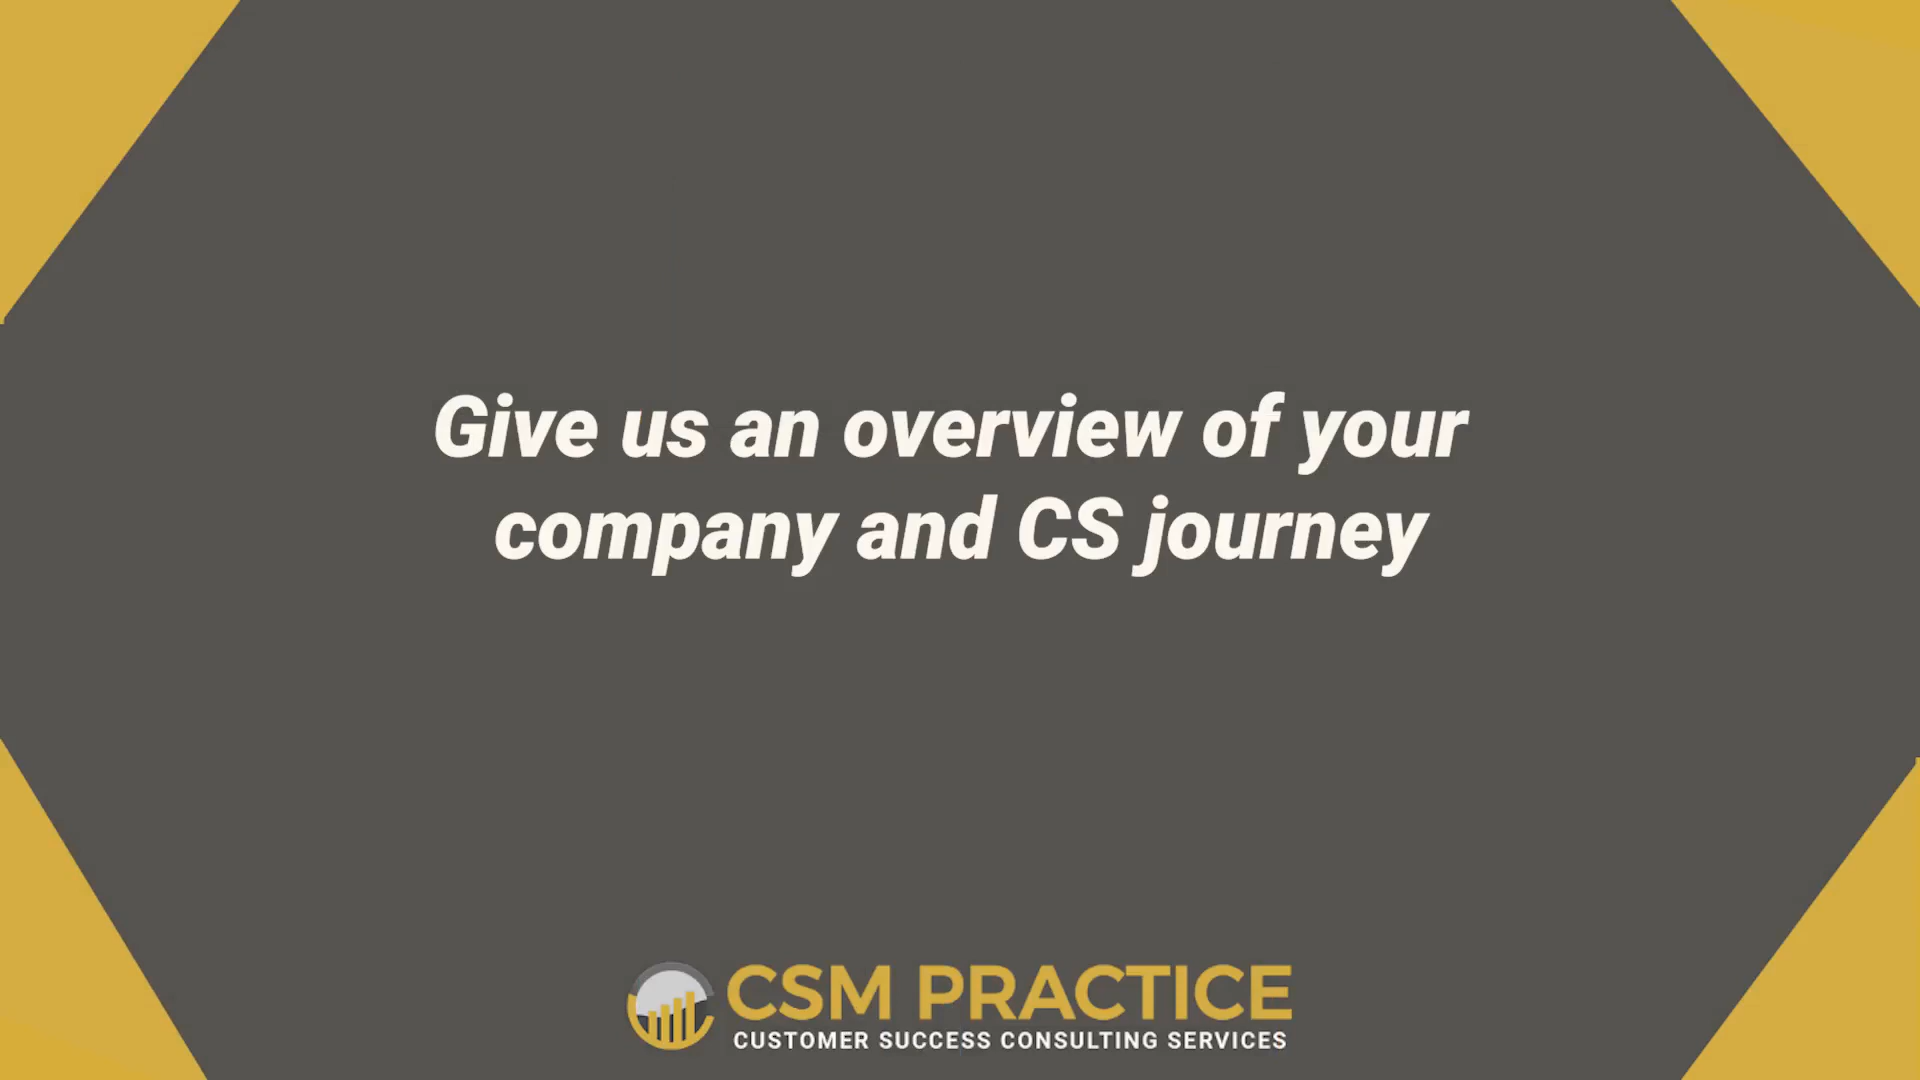 Give us an overview of your
company and CS journey
CSM PRACTICE
CUSTOMER SUCCESS CONSULTING SERVICES